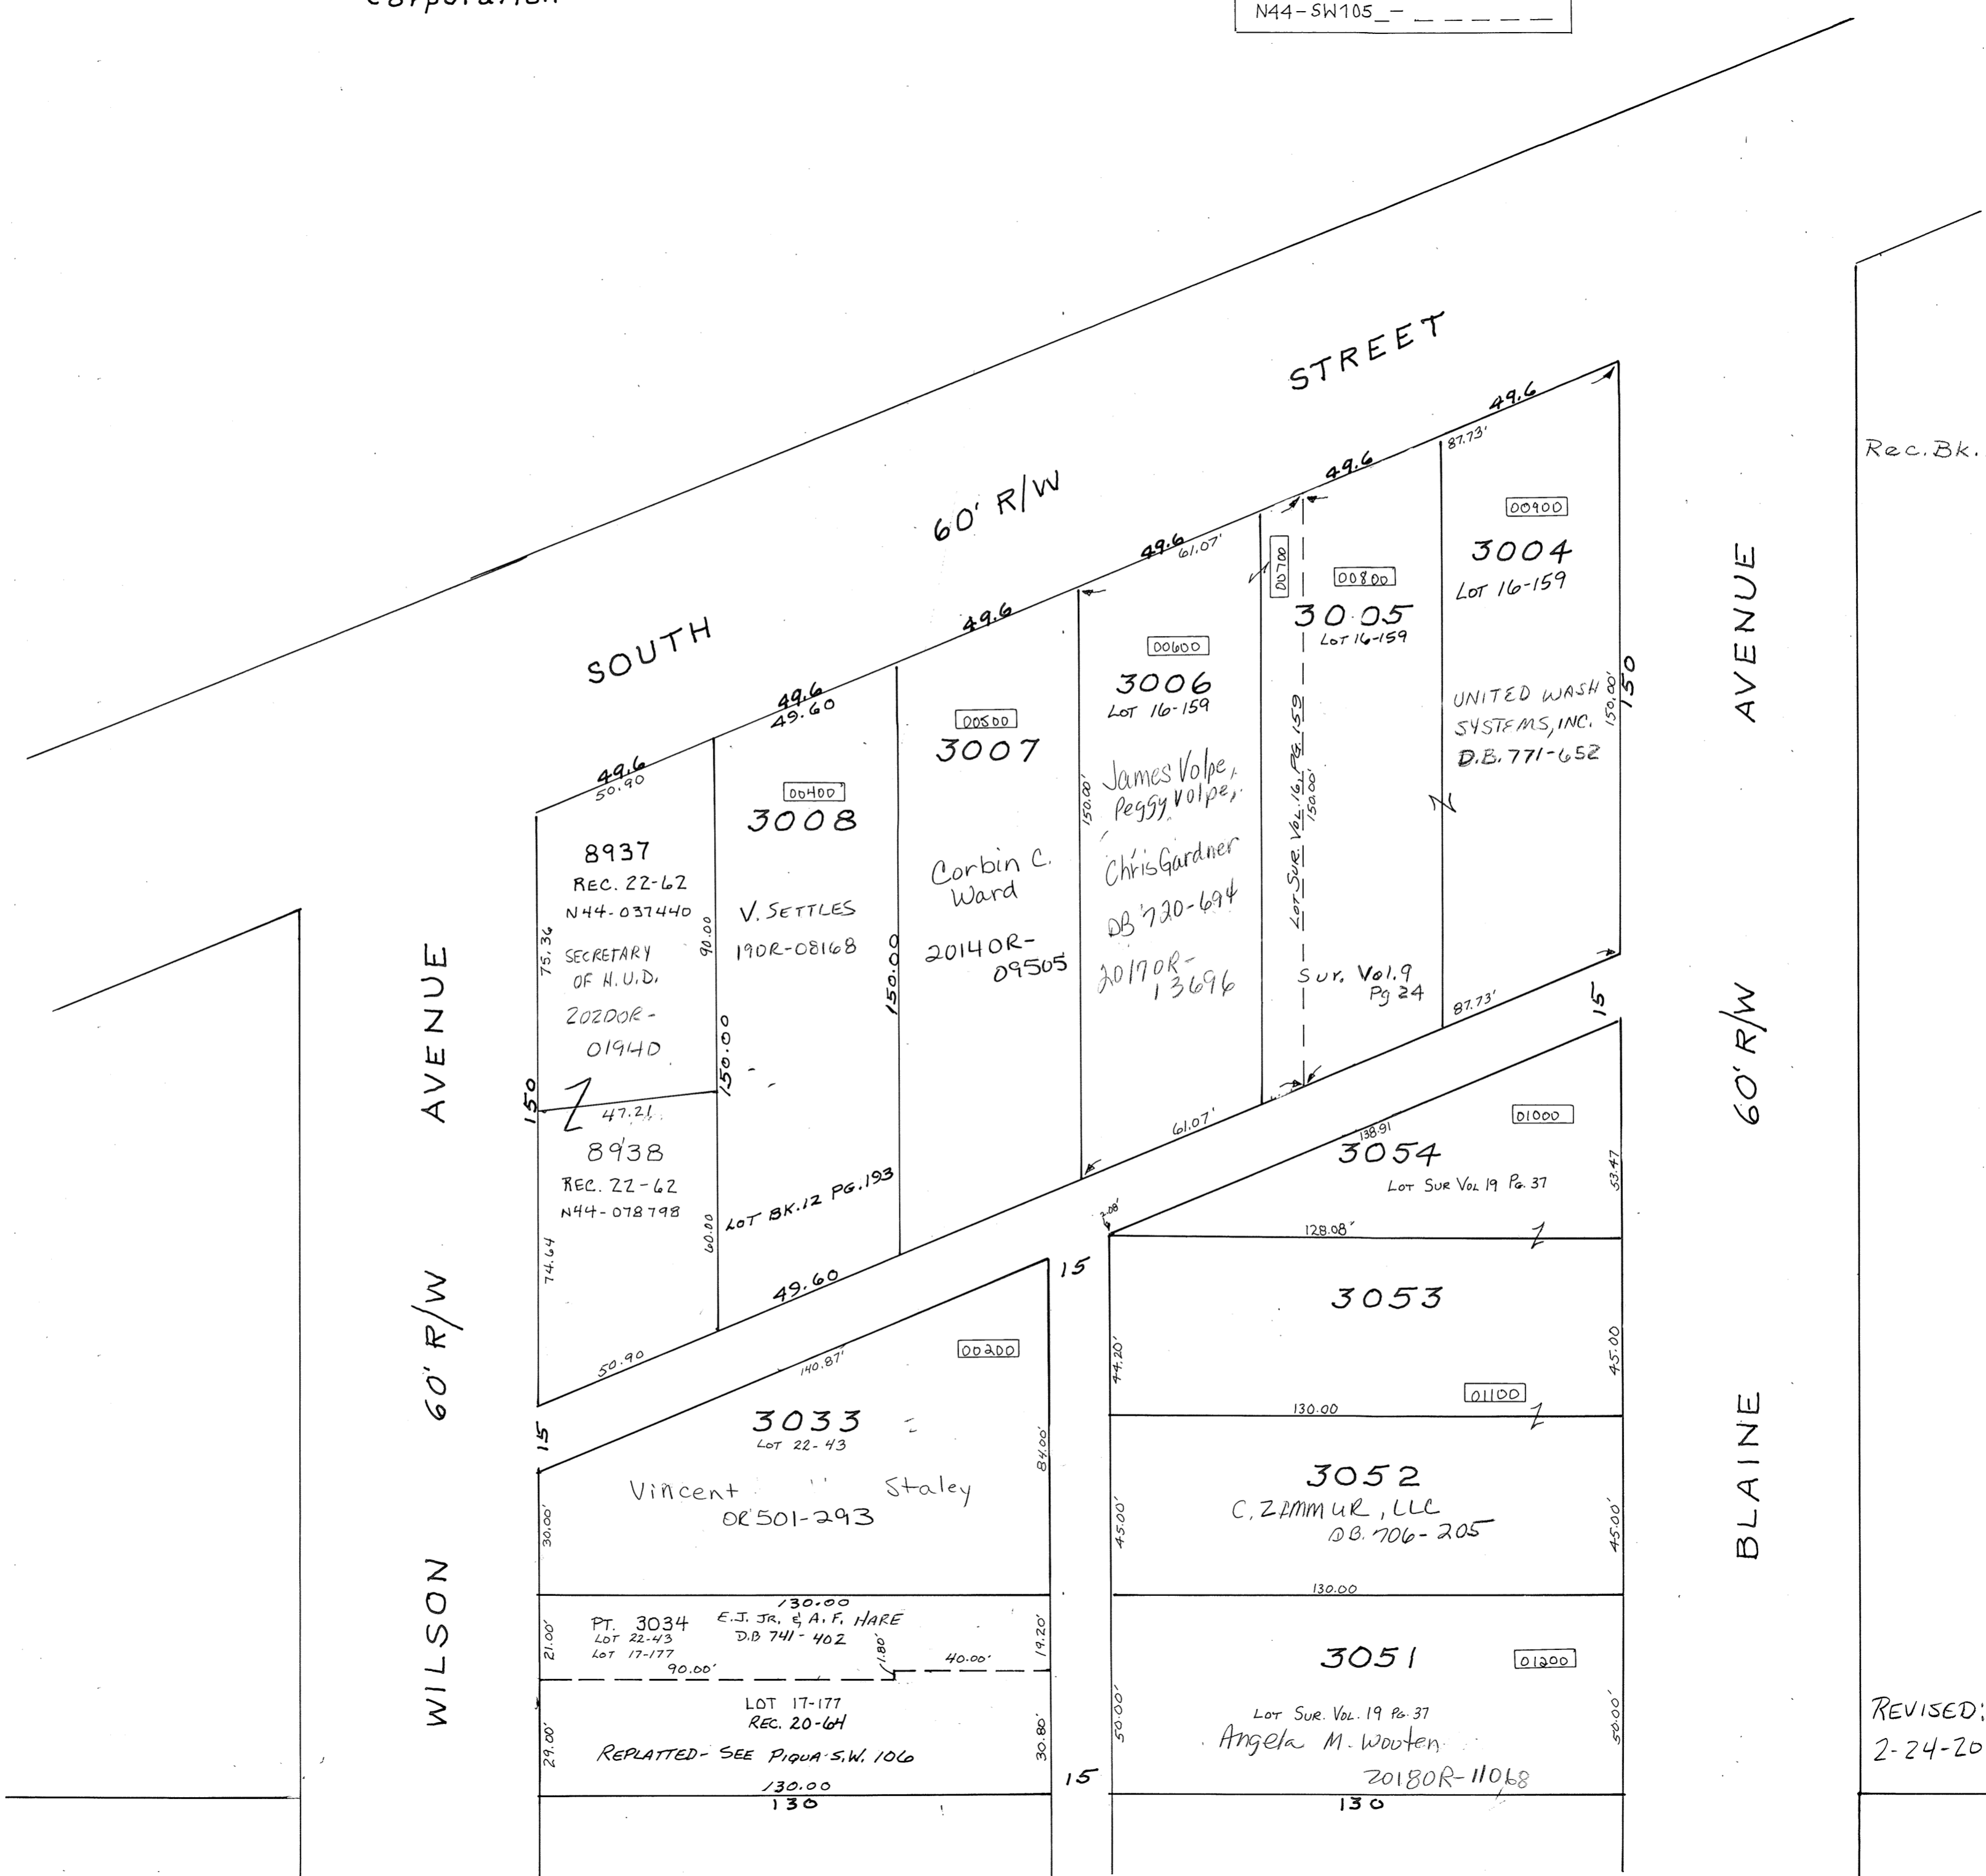 Corporation
N44-SW105_-_ _ _ _ _
STREET
60' R/W
SOUTH
AVENUE
60' R/W
WILSON
AVENUE
60' R/W
BLAINE
Rec. Bk.
49.6
87.73'
00900
3004
LOT 16-159
UNITED WASH
SYSTEMS, INC.
D.B. 771-652
150.00'
150
49.6
00700
00800
3005
LOT 16-159
LOT SUR. VOL. 16, PG. 159
150.00'
Sur. Vol. 9
Pg 24
87.73'
15
49.6
61.07'
00600
3006
LOT 16-159
James Volpe,
Peggy Volpe,
Chris Gardner
DB 720-694
2017OR-
13696
150.00'
61.07'
49.6
00500
3007
Corbin C.
Ward
2014OR-
09505
150.00
49.6
49.60
00400
3008
V. SETTLES
19OR-08168
150.00
LOT BK. 12 PG. 193
49.60
49.6
50.90
8937
REC. 22-62
N44-037440
SECRETARY
OF H.U.D.
2020OR-
01940
75.36
90.00
150
47.21
8938
REC. 22-62
N44-078798
74.64
60.00
50.90
15
140.87'
00200
3033
LOT 22-43
Vincent Staley
OR 501-293
30.00'
84.00'
15
130.00
PT. 3034
LOT 22-43
LOT 17-177
E.J. JR. & A.F. HARE
D.B 741-402
21.00'
90.00'
1.80'
40.00'
19.20'
LOT 17-177
REC. 20-64
REPLATTED - SEE PIQUA S.W. 106
29.00'
30.80'
130.00
130
15
01000
138.91
3054
LOT SUR VOL 19 PG. 37
53.47
2.08'
128.08'
3053
44.20'
45.00
01100
130.00
3052
C. ZIMMUR, LLC
DB. 706-205
45.00'
45.00'
130.00
3051
01200
LOT SUR. VOL. 19 PG. 37
Angela M. Wooten
2018OR-11068
50.00'
50.00'
130
REVISED:
2-24-20